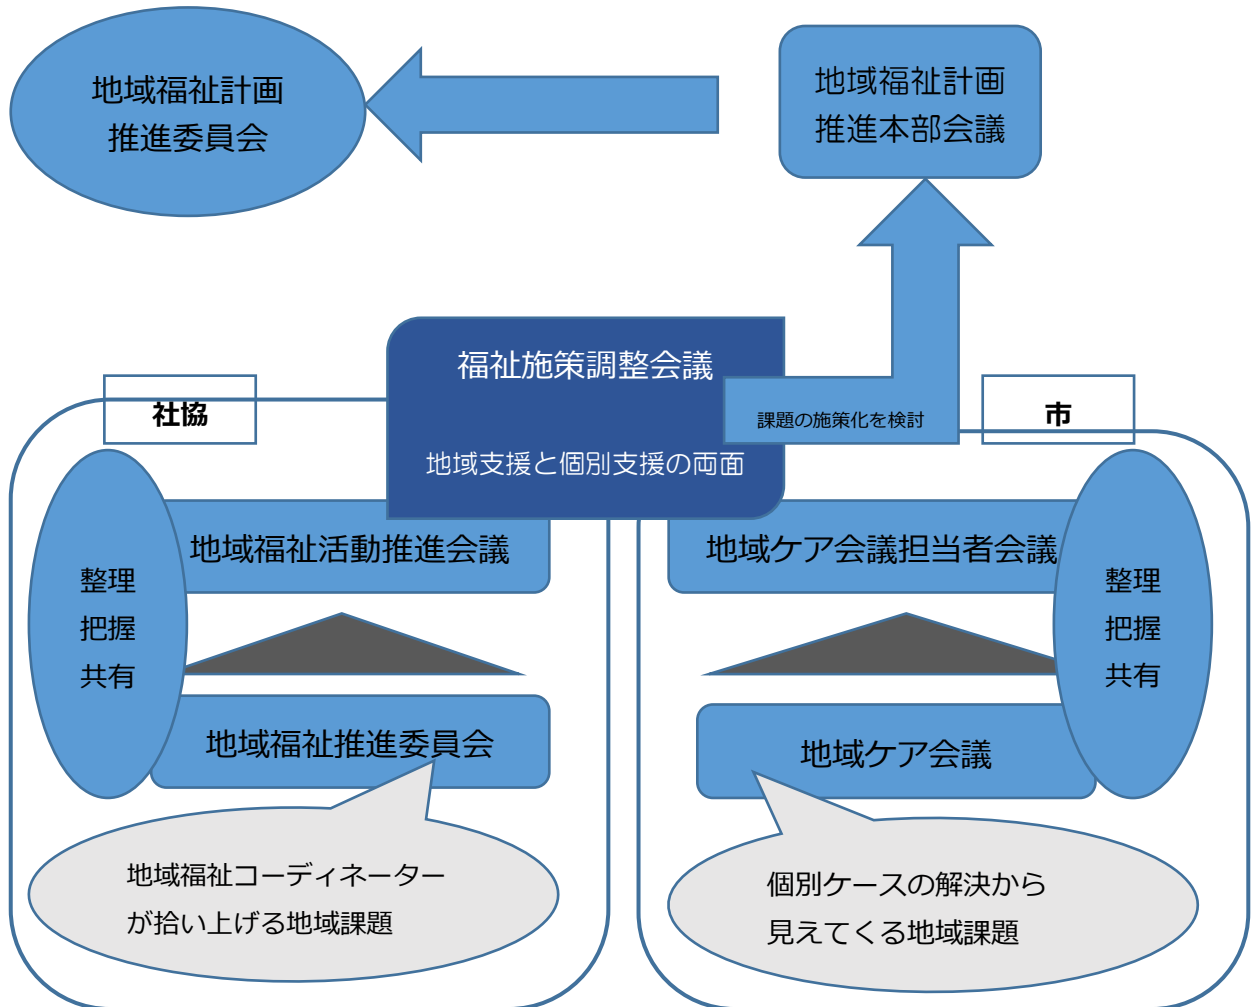 地域福祉計画
推進委員会
地域福祉計画
推進本部会議
福祉施策調整会議
地域支援と個別支援の両面
課題の施策化を検討
社協
市
地域福祉活動推進会議
整理
把握
共有
地域福祉推進委員会
地域福祉コーディネーター
が拾い上げる地域課題
地域ケア会議担当者会議
整理
把握
共有
地域ケア会議
個別ケースの解決から
見えてくる地域課題